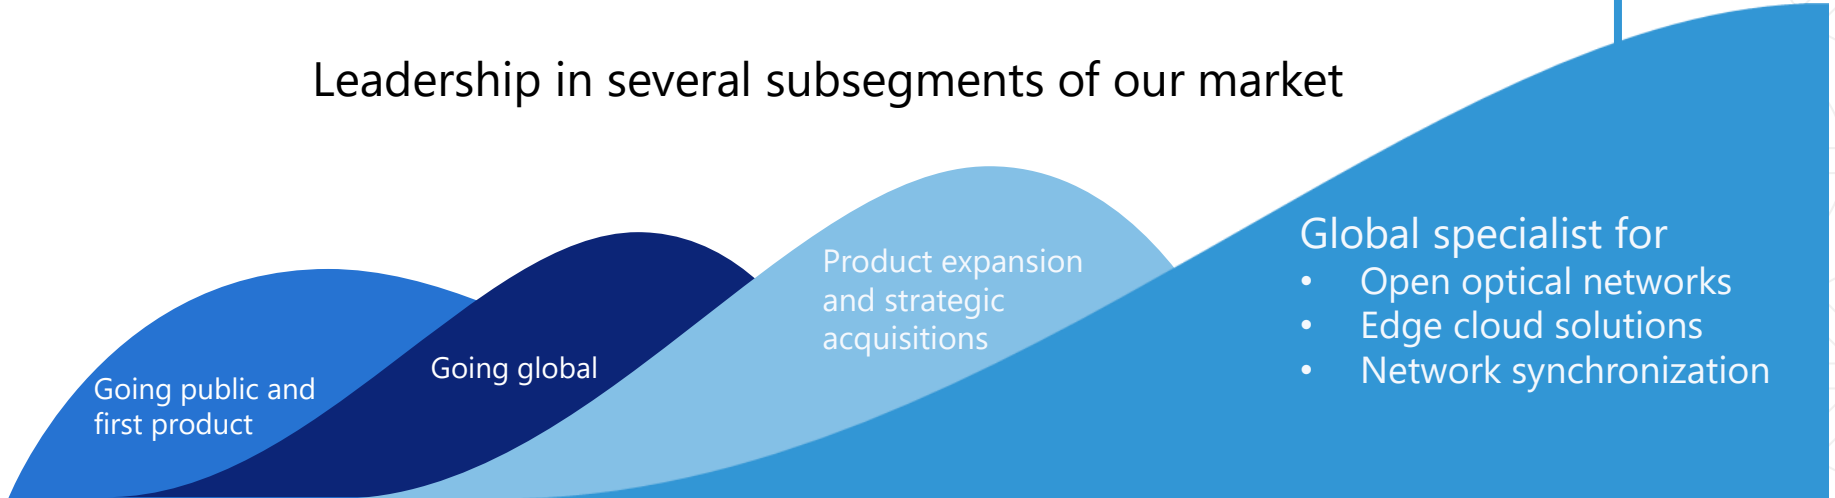 Leadership in several subsegments of our market
Going public and
first product
Going global
Product expansion
and strategic
acquisitions
Global specialist for
• Open optical networks
• Edge cloud solutions
• Network synchronization